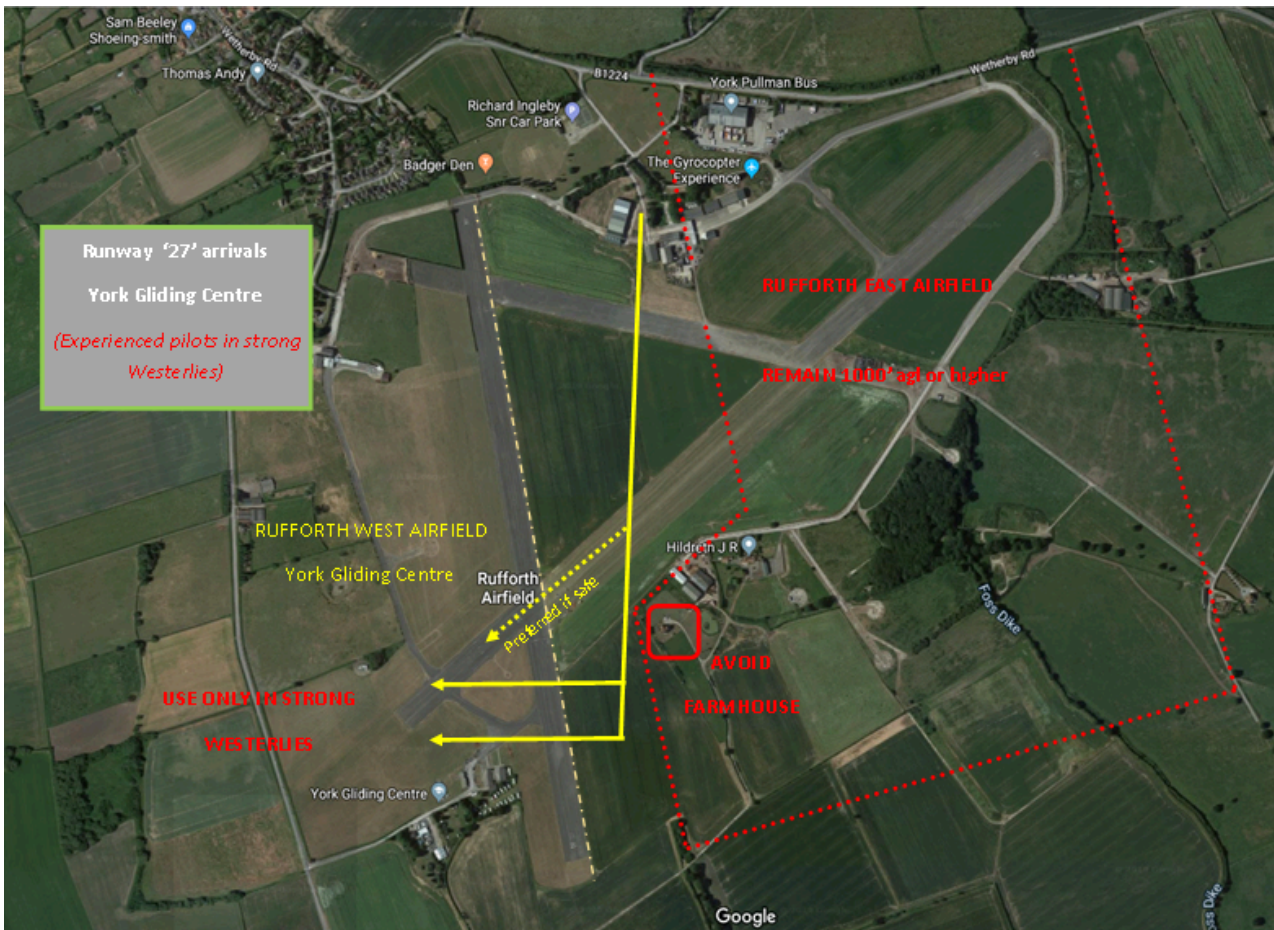 Sam Beeley
Shoeing-smith
Wetherby Rd
Thomas Andy
B1224
Wetherby Rd
York Pullman Bus
Richard Ingleby
Snr Car Park
Badger Den
The Gyrocopter
Experience
Runway '27' arrivals
York Gliding Centre
(Experienced pilots in strong
Westerlies)
RUFFORTH EAST AIRFIELD
REMAIN 1000' agl or higher
RUFFORTH WEST AIRFIELD
York Gliding Centre
Rufforth
Airfield
Preferred if safe
Hildreth J R
Foss Dike
AVOID
FARMHOUSE
USE ONLY IN STRONG
WESTERLIES
York Gliding Centre
Google
oss Dike